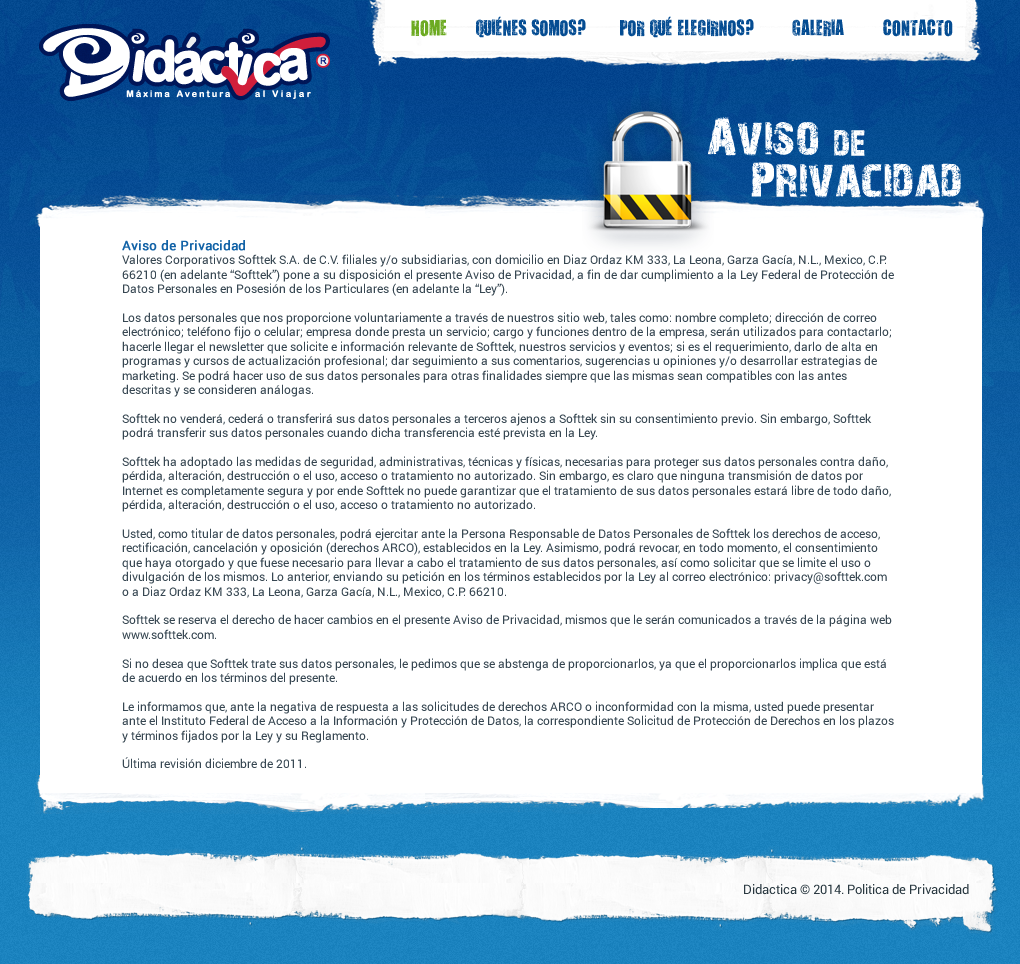 HOME QUIÉNES SOMOS? POR QUÉ ELEGIRNOS? GALERIA CONTACTO
Didáctica ®
Máxima Aventura al Viajar
AVISO DE
PRIVACIDAD
Aviso de Privacidad
Valores Corporativos Softtek S.A. de C.V. filiales y/o subsidiarias, con domicilio en Diaz Ordaz KM 333, La Leona, Garza Gacía, N.L., Mexico, C.P.
66210 (en adelante “Softtek”) pone a su disposición el presente Aviso de Privacidad, a fin de dar cumplimiento a la Ley Federal de Protección de
Datos Personales en Posesión de los Particulares (en adelante la “Ley”).
Los datos personales que nos proporcione voluntariamente a través de nuestros sitio web, tales como: nombre completo; dirección de correo
electrónico; teléfono fijo o celular; empresa donde presta un servicio; cargo y funciones dentro de la empresa, serán utilizados para contactarlo;
hacerle llegar el newsletter que solicite e información relevante de Softtek, nuestros servicios y eventos; si es el requerimiento, darlo de alta en
programas y cursos de actualización profesional; dar seguimiento a sus comentarios, sugerencias u opiniones y/o desarrollar estrategias de
marketing. Se podrá hacer uso de sus datos personales para otras finalidades siempre que las mismas sean compatibles con las antes
descritas y se consideren análogas.
Softtek no venderá, cederá o transferirá sus datos personales a terceros ajenos a Softtek sin su consentimiento previo. Sin embargo, Softtek
podrá transferir sus datos personales cuando dicha transferencia esté prevista en la Ley.
Softtek ha adoptado las medidas de seguridad, administrativas, técnicas y físicas, necesarias para proteger sus datos personales contra daño,
pérdida, alteración, destrucción o el uso, acceso o tratamiento no autorizado. Sin embargo, es claro que ninguna transmisión de datos por
Internet es completamente segura y por ende Softtek no puede garantizar que el tratamiento de sus datos personales estará libre de todo daño,
pérdida, alteración, destrucción o el uso, acceso o tratamiento no autorizado.
Usted, como titular de datos personales, podrá ejercitar ante la Persona Responsable de Datos Personales de Softtek los derechos de acceso,
rectificación, cancelación y oposición (derechos ARCO), establecidos en la Ley. Asimismo, podrá revocar, en todo momento, el consentimiento
que haya otorgado y que fuese necesario para llevar a cabo el tratamiento de sus datos personales, así como solicitar que se limite el uso o
divulgación de los mismos. Lo anterior, enviando su petición en los términos establecidos por la Ley al correo electrónico: privacy@softtek.com
o a Diaz Ordaz KM 333, La Leona, Garza Gacía, N.L., Mexico, C.P. 66210.
Softtek se reserva el derecho de hacer cambios en el presente Aviso de Privacidad, mismos que le serán comunicados a través de la página web
www.softtek.com.
Si no desea que Softtek trate sus datos personales, le pedimos que se abstenga de proporcionarlos, ya que el proporcionarlos implica que está
de acuerdo en los términos del presente.
Le informamos que, ante la negativa de respuesta a las solicitudes de derechos ARCO o inconformidad con la misma, usted puede presentar
ante el Instituto Federal de Acceso a la Información y Protección de Datos, la correspondiente Solicitud de Protección de Derechos en los plazos
y términos fijados por la Ley y su Reglamento.
Última revisión diciembre de 2011.
Didactica © 2014. Politica de Privacidad